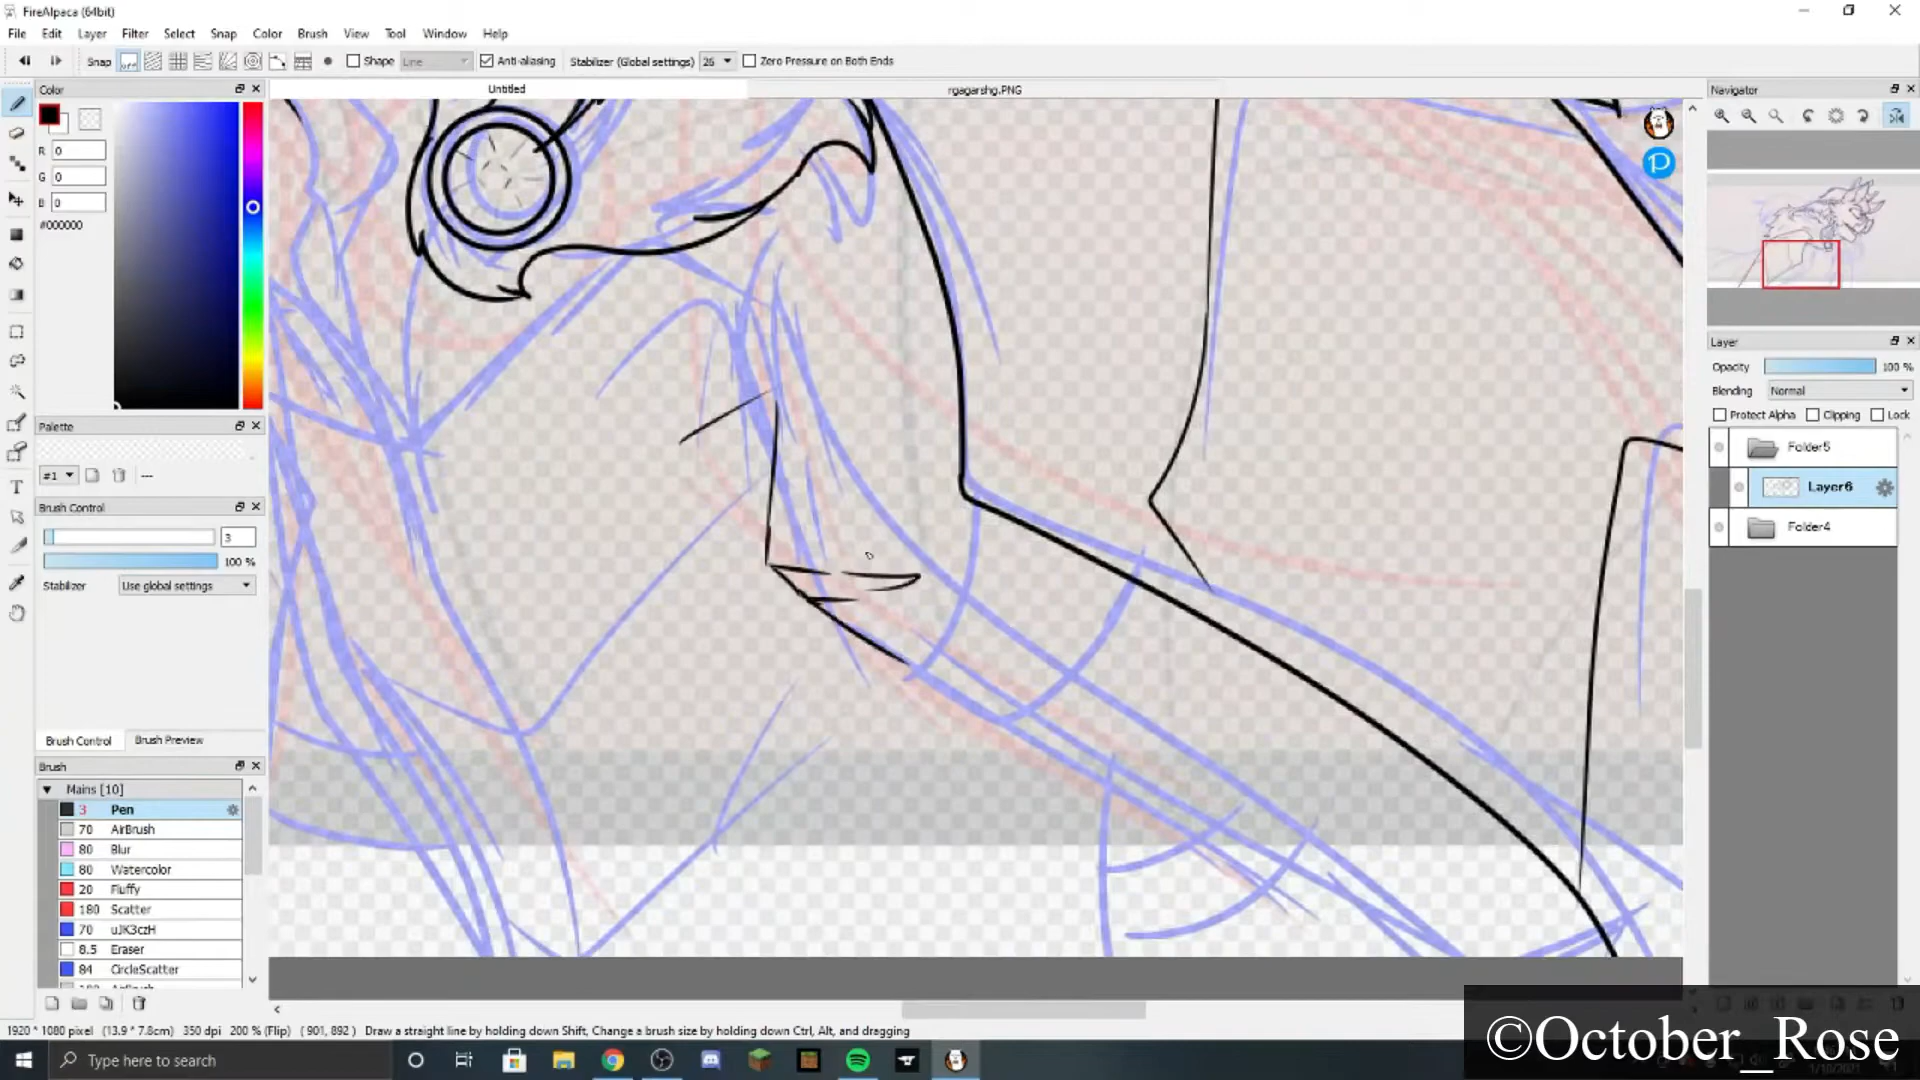 FireAlpaca (64bit)
File Edit Layer Filter Select Snap Color Brush View Tool Window Help
Snap OFF Shape Line Anti-aliasing Stabilizer (Global settings) 26 Zero Pressure on Both Ends
Color
Untitled
rgagarshg.PNG
Navigator
R 0
G 0
B 0
#000000
Layer
Opacity 100 %
Blending Normal
Protect Alpha Clipping Lock
Folder5
Layer6
Folder4
Palette
#1 ---
Brush Control
3
100 %
Stabilizer Use global settings
Brush Control Brush Preview
Brush
Mains [10]
3 Pen
70 AirBrush
80 Blur
80 Watercolor
20 Fluffy
180 Scatter
70 uJK3czH
8.5 Eraser
84 CircleScatter
1920 * 1080 pixel (13.9 * 7.8cm) 350 dpi 200 % (Flip) ( 901, 892 ) Draw a straight line by holding down Shift, Change a brush size by holding down Ctrl, Alt, and dragging
Type here to search
©October_Rose